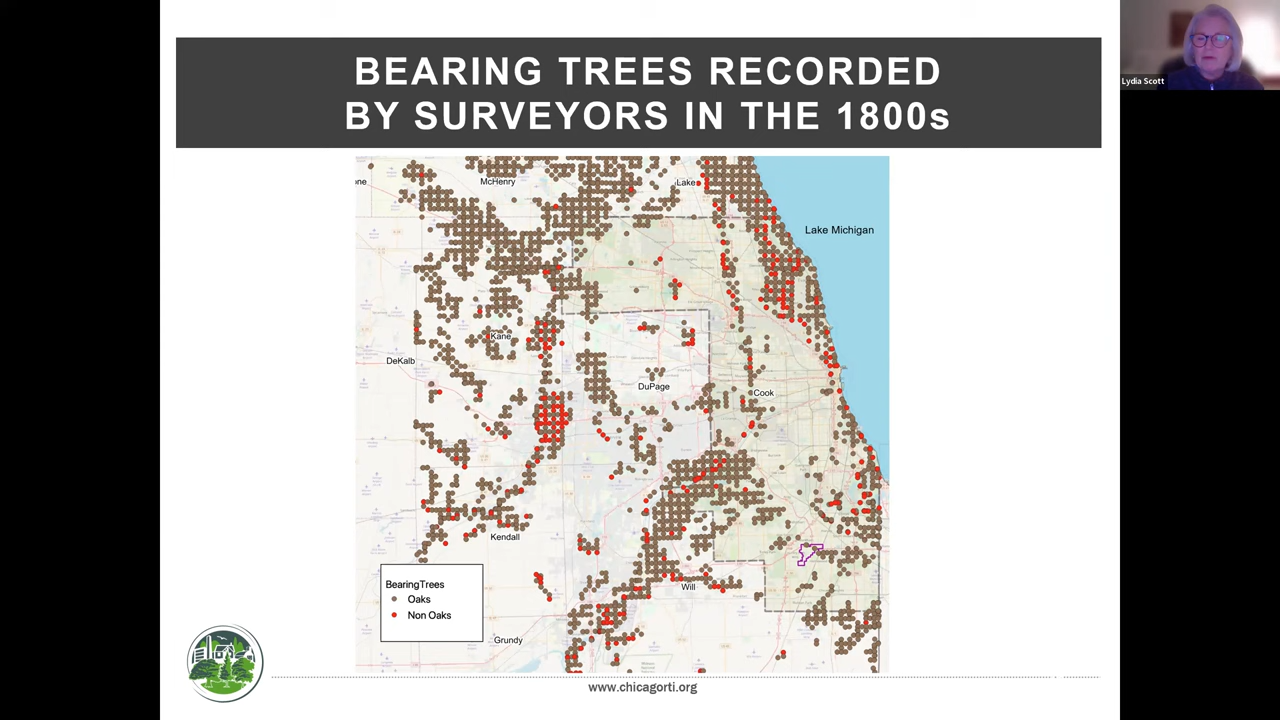 BEARING TREES RECORDED
BY SURVEYORS IN THE 1800s
Lydia Scott
one
McHenry
Lake
Lake Michigan
Kane
DeKalb
DuPage
Cook
Kendall
Will
Grundy
BearingTrees
Oaks
Non Oaks
www.chicagorti.org